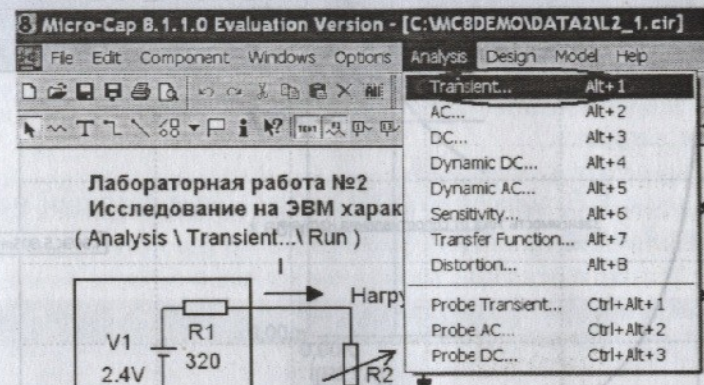 8 Micro-Cap 8.1.1.0 Evaluation Version - [C:\MC8DEMO\DATA2\L2_1.cir]
File Edit Component Windows Options Analysis Design Model Help
Transient... Alt+1
AC... Alt+2
DC... Alt+3
Dynamic DC... Alt+4
Dynamic AC... Alt+5
Sensitivity... Alt+6
Transfer Function... Alt+7
Distortion... Alt+8
Probe Transient... Ctrl+Alt+1
Probe AC... Ctrl+Alt+2
Probe DC... Ctrl+Alt+3
T
TEXT
Лабораторная работа №2
Исследование на ЭВМ харак
( Analysis \ Transient...\ Run )
I
Нагру
V1
2.4V
R1
320
R2